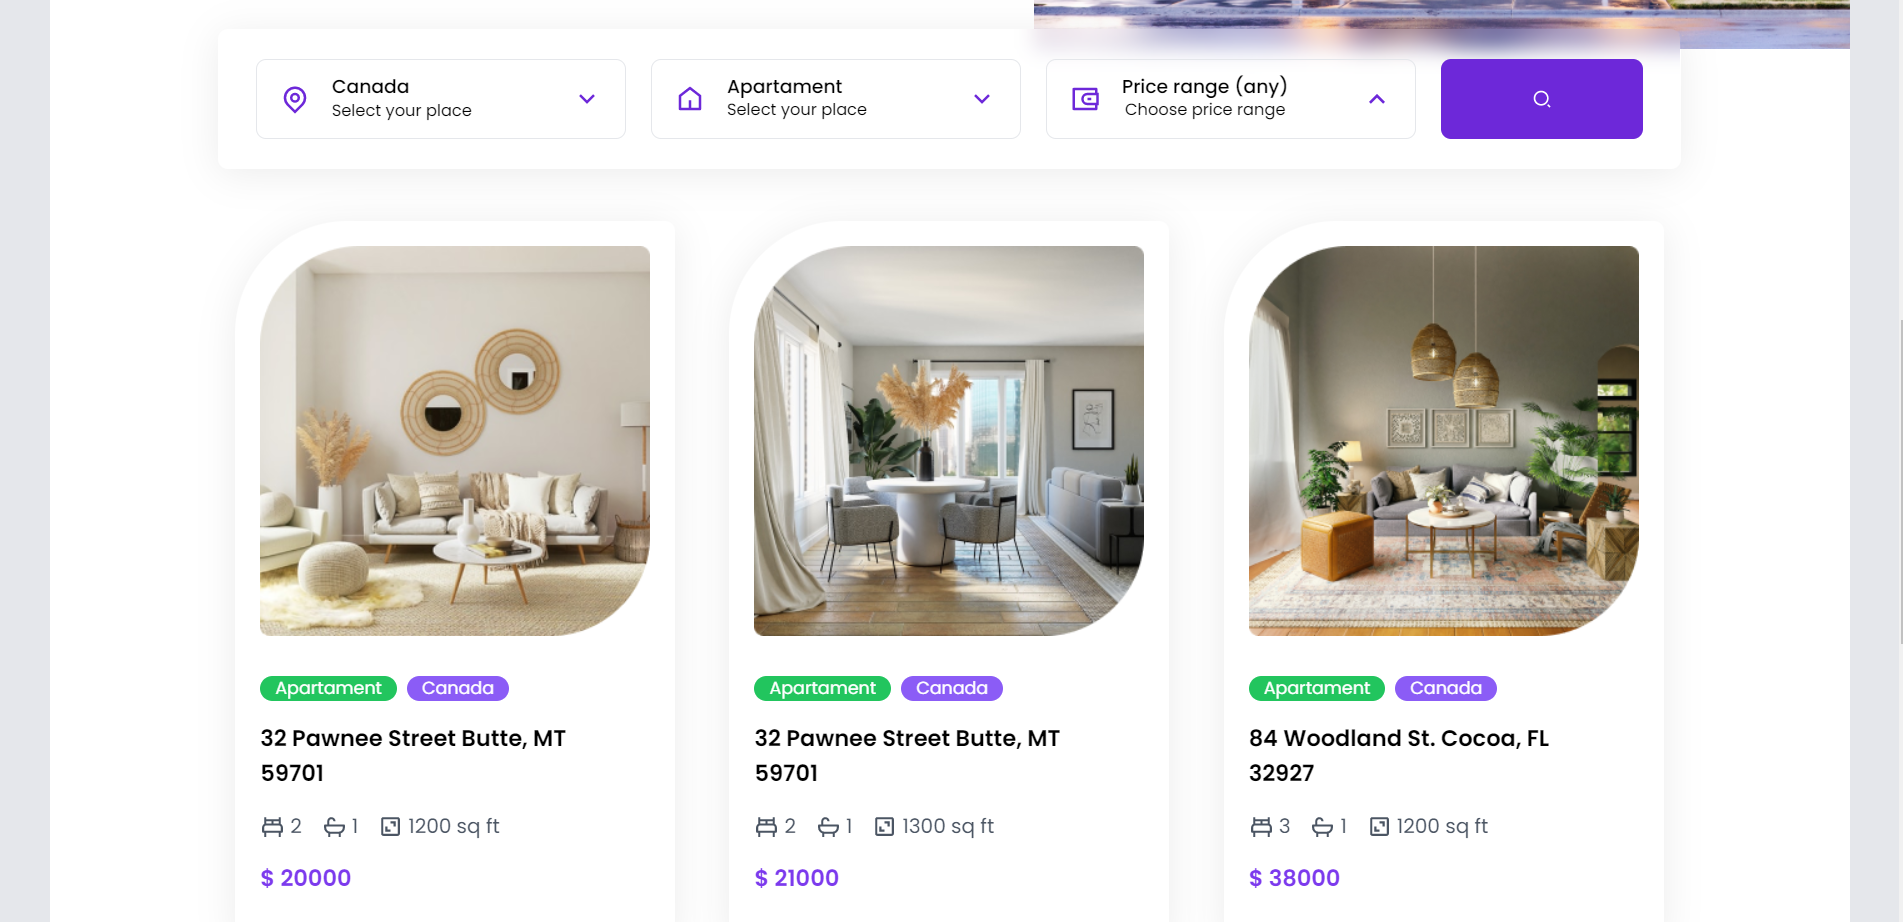 Canada
Select your place
Apartament
Select your place
Price range (any)
Choose price range
Apartament
Canada
32 Pawnee Street Butte, MT
59701
2
1
1200 sq ft
$ 20000
Apartament
Canada
32 Pawnee Street Butte, MT
59701
2
1
1300 sq ft
$ 21000
Apartament
Canada
84 Woodland St. Cocoa, FL
32927
3
1
1200 sq ft
$ 38000